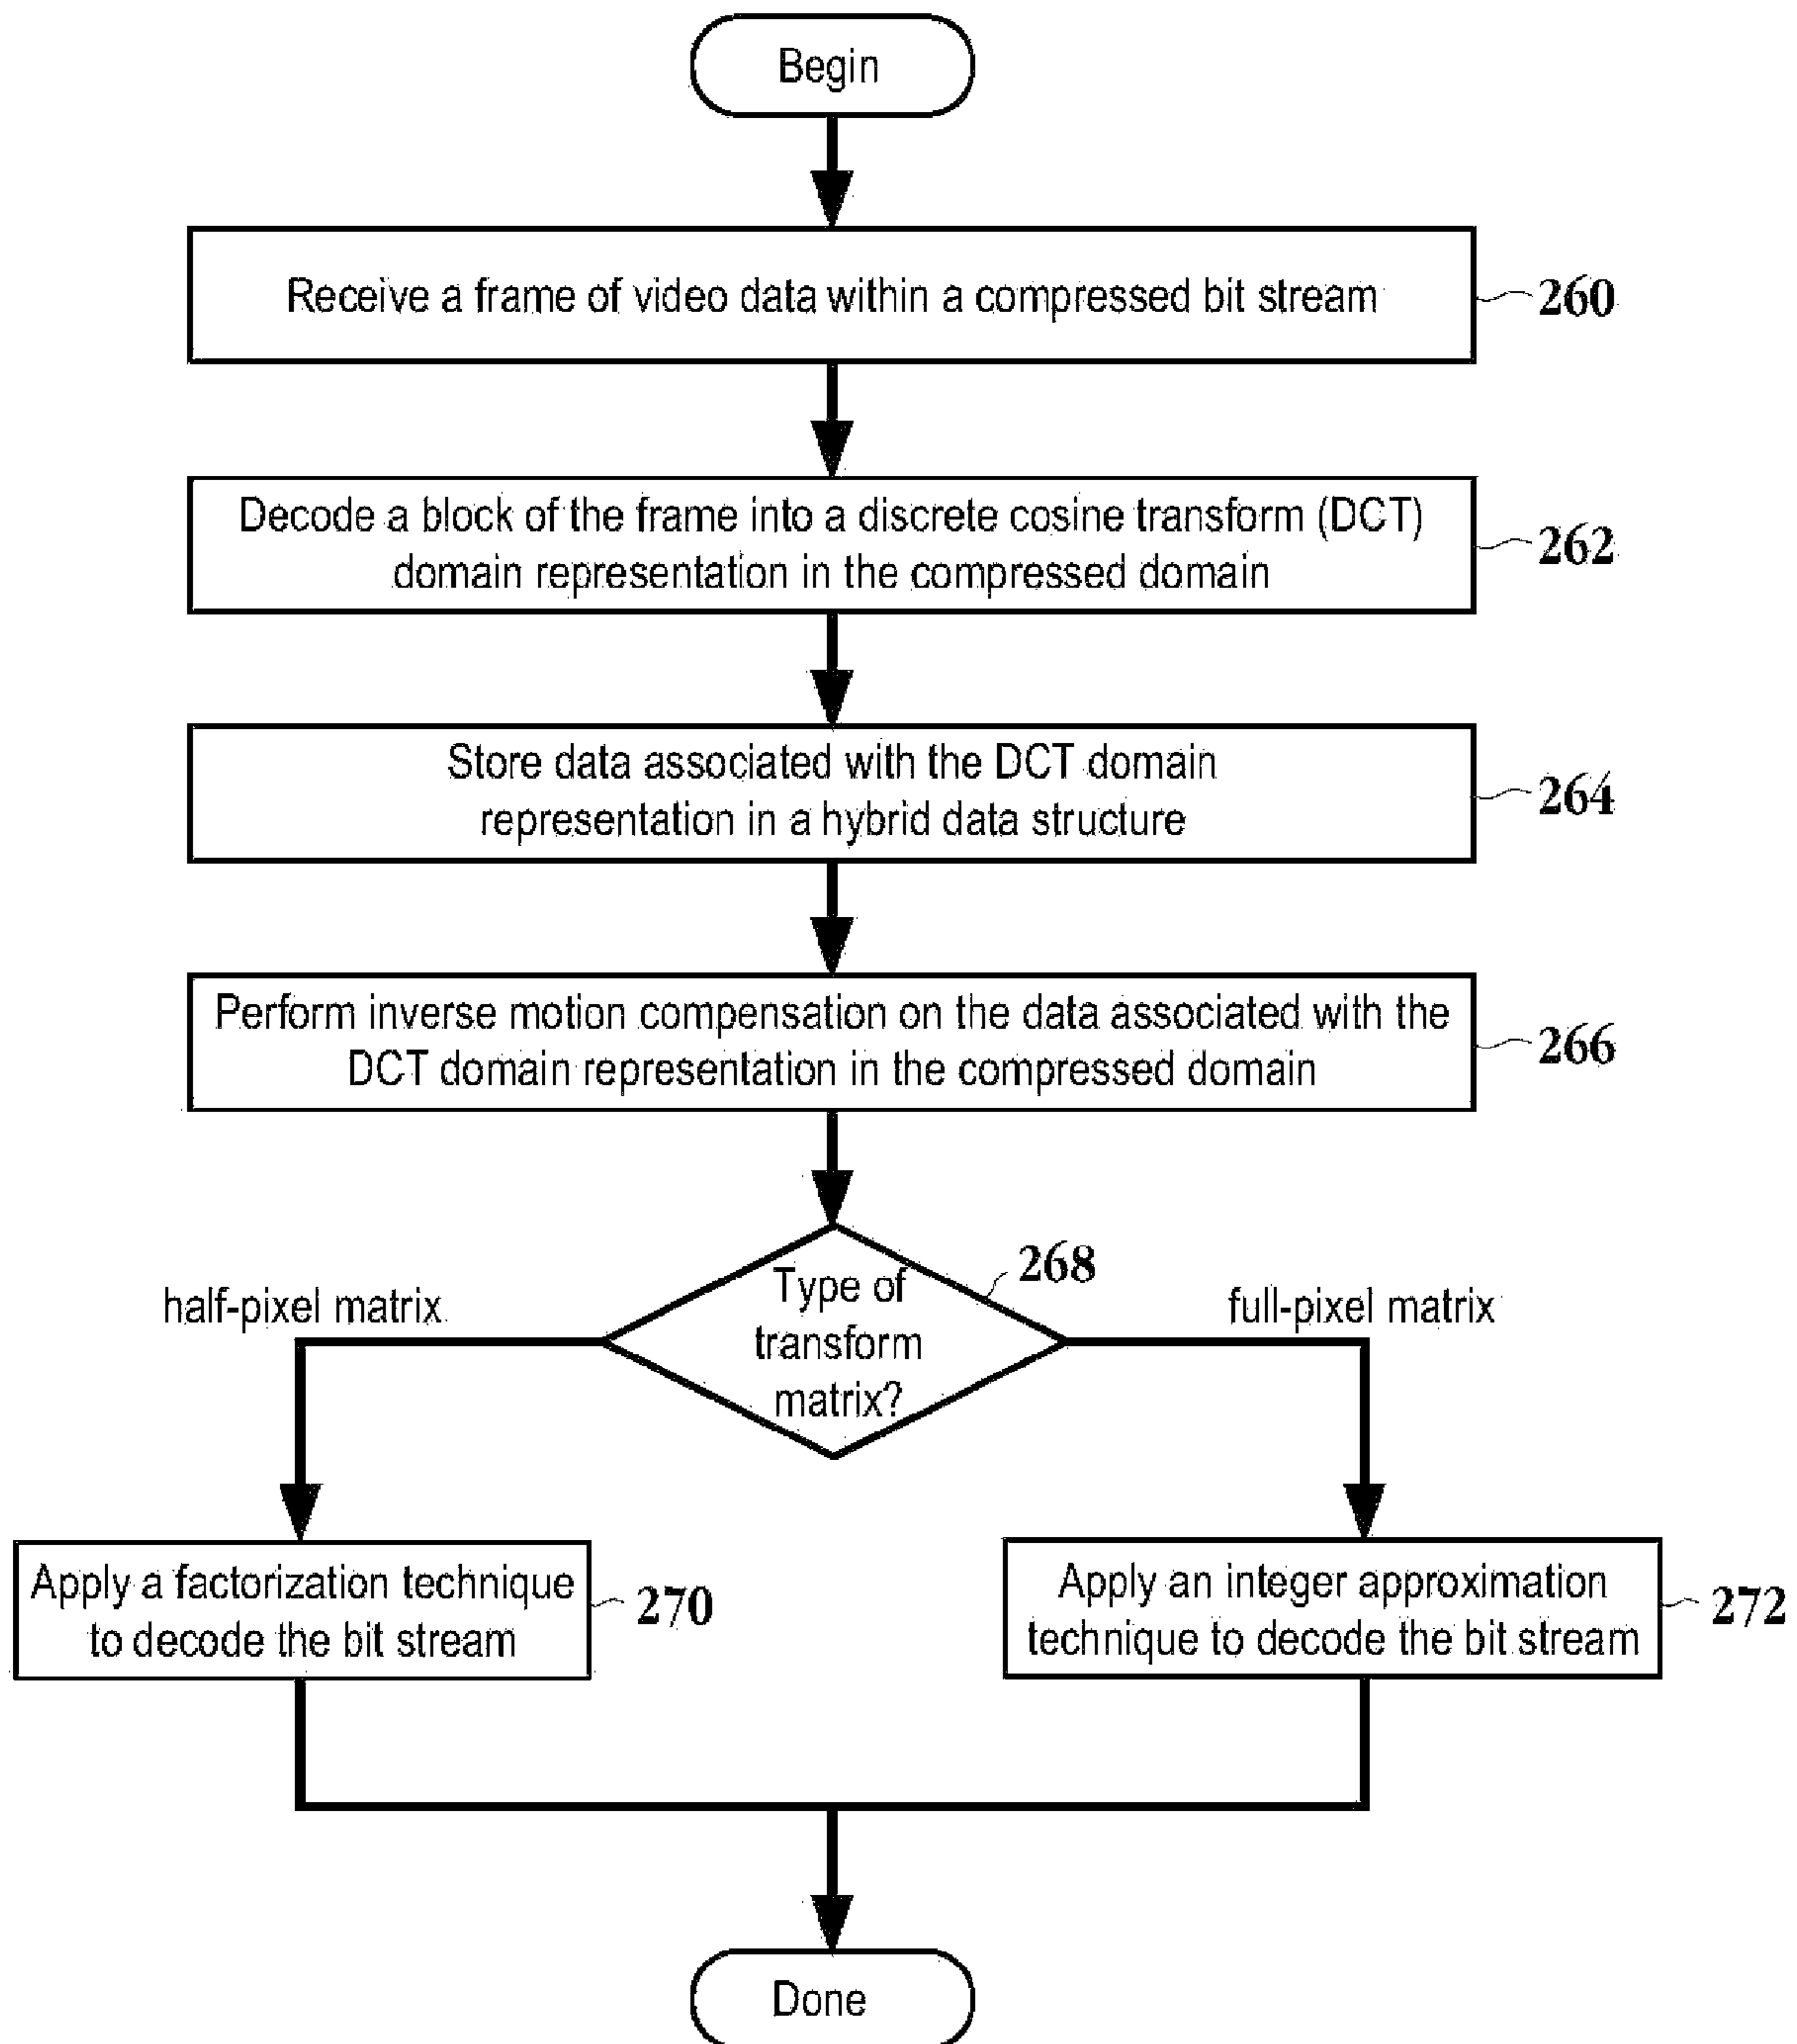 Begin
Receive a frame of video data within a compressed bit stream
260
Decode a block of the frame into a discrete cosine transform (DCT)
domain representation in the compressed domain
262
Store data associated with the DCT domain
representation in a hybrid data structure
264
Perform inverse motion compensation on the data associated with the
DCT domain representation in the compressed domain
266
268
Type of
transform
matrix?
half-pixel matrix
full-pixel matrix
Apply a factorization technique
to decode the bit stream
270
Apply an integer approximation
technique to decode the bit stream
272
Done